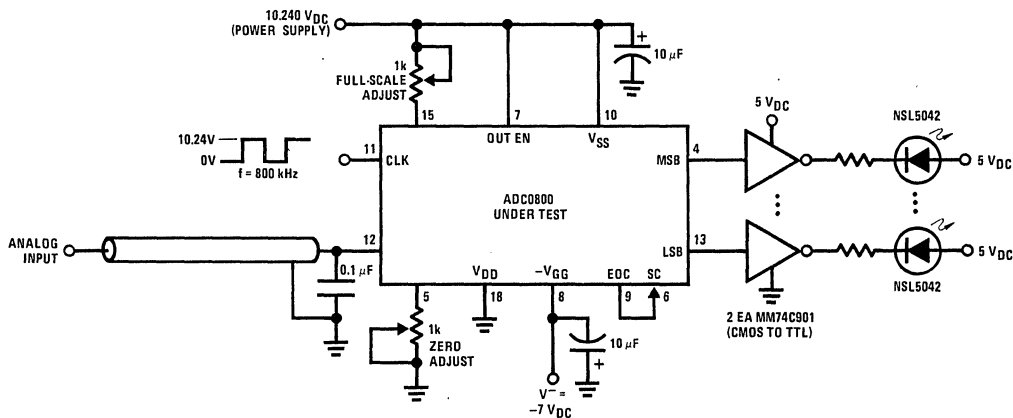 10.240 VDC
(POWER SUPPLY)
+
10 µF
1k
FULL-SCALE
ADJUST
15
7
10
5 VDC
NSL5042
OUT EN
VSS
10.24V
0V
f = 800 kHz
11
CLK
MSB
4
5 VDC
ADC0800
UNDER TEST
ANALOG
INPUT
12
LSB
13
5 VDC
0.1 µF
VDD
–VGG
EOC
SC
NSL5042
5
18
8
9
6
1k
ZERO
ADJUST
10 µF
+
2 EA MM74C901
(CMOS TO TTL)
V– =
–7 VDC